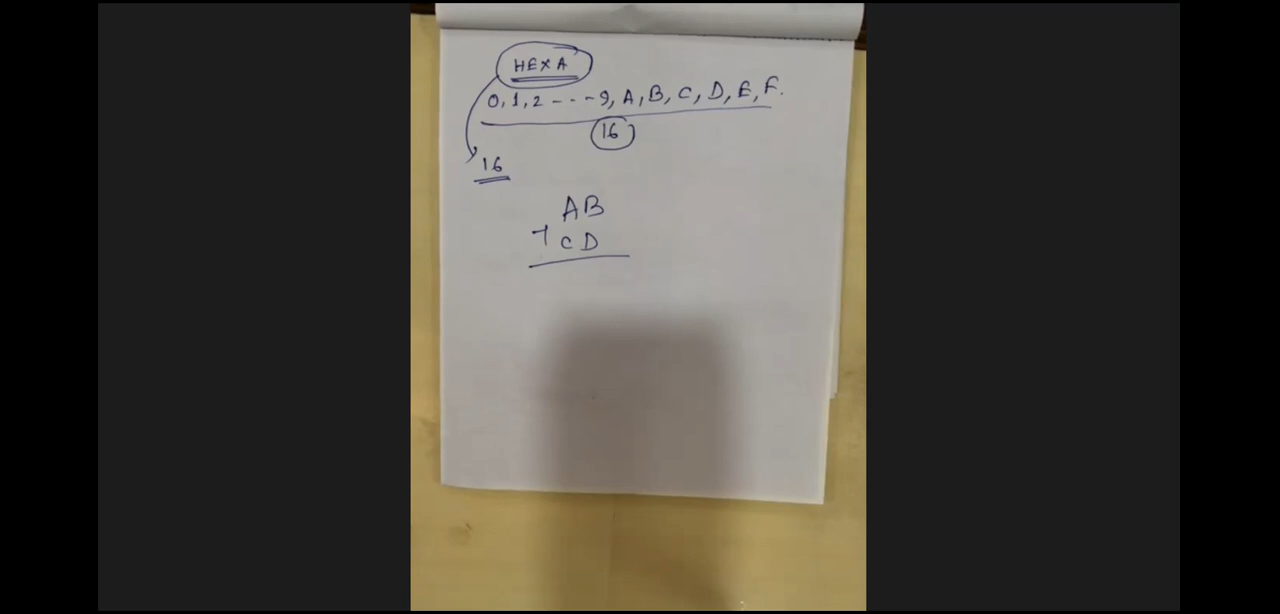 HEXA
0, 1, 2 - - - 9, A, B, C, D, E, F.
16
16
AB
+ CD